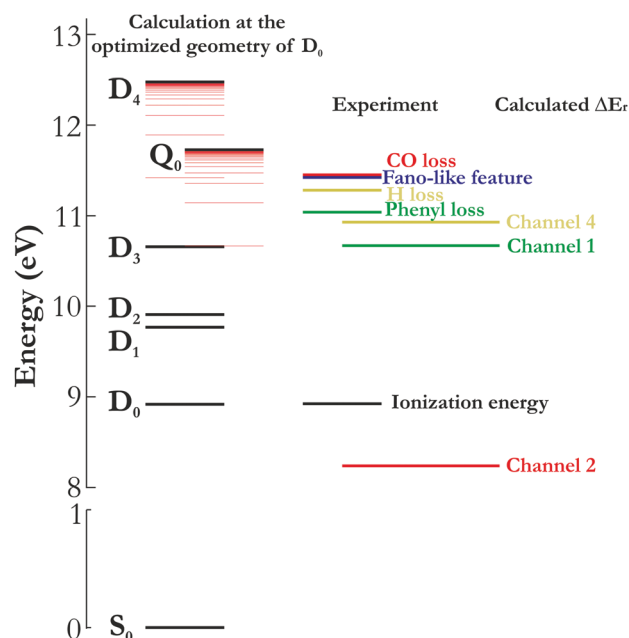 Calculation at the
optimized geometry of D₀
13
D₄
12
Experiment
Calculated ΔEᵣ
Q₀
CO loss
Fano-like feature
H loss
11
Phenyl loss
Channel 4
D₃
Channel 1
Energy (eV)
10
D₂
D₁
9
D₀
Ionization energy
Channel 2
8
1
0
S₀